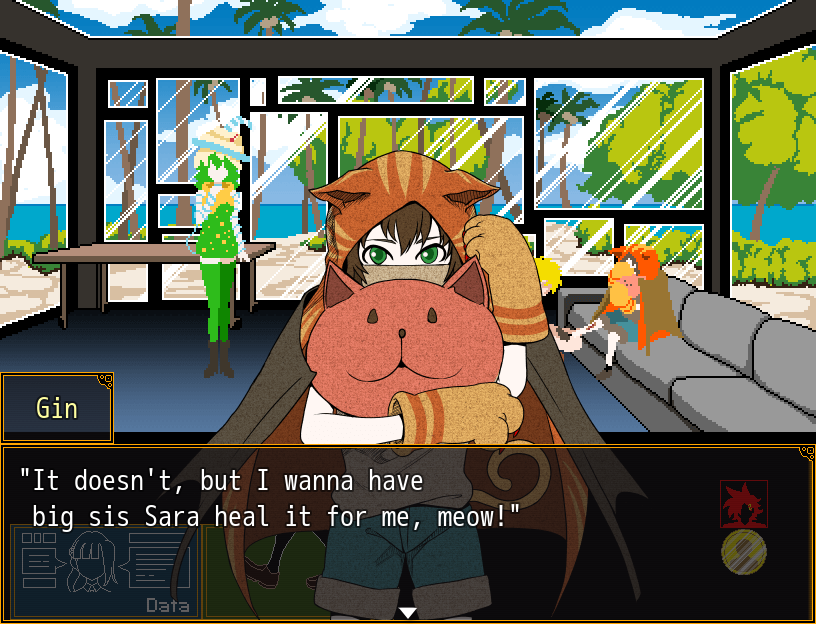 Gin
"It doesn't, but I wanna have
big sis Sara heal it for me, meow!"
Data